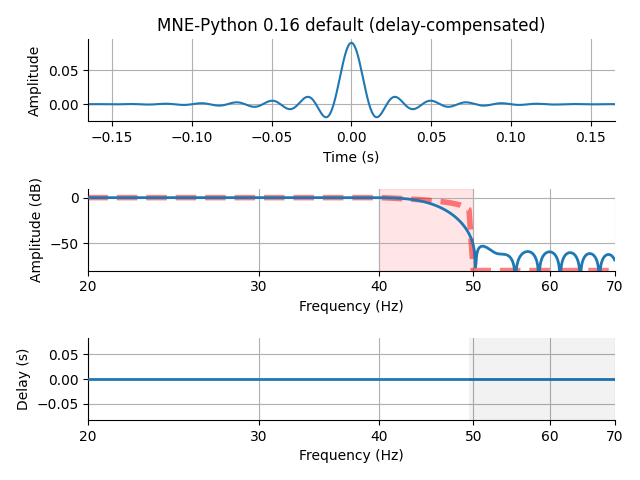 MNE-Python 0.16 default (delay-compensated)
Amplitude
0.05
0.00
−0.15 −0.10 −0.05 0.00 0.05 0.10 0.15
Time (s)
Amplitude (dB)
0
−50
20 30 40 50 60 70
Frequency (Hz)
Delay (s)
0.05
0.00
−0.05
20 30 40 50 60 70
Frequency (Hz)